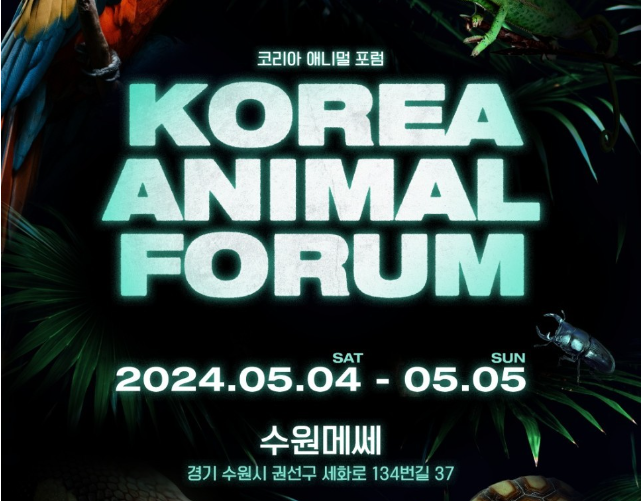 코리아 애니멀 포럼
KOREA
ANIMAL
FORUM
SAT SUN
2024.05.04 - 05.05
수원메쎄
경기 수원시 권선구 세화로 134번길 37